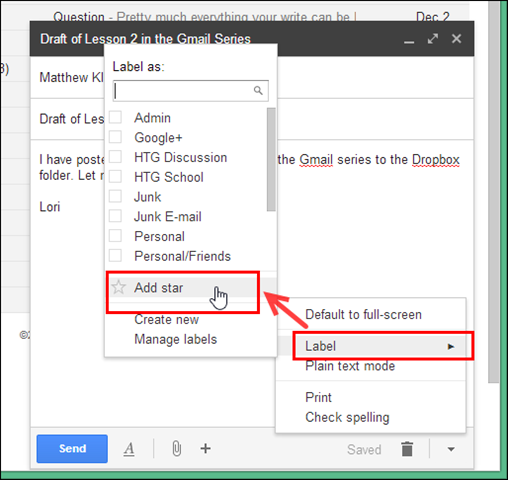 Question - Pretty much everything your write can be l Dec 2
Draft of Lesson 2 in the Gmail Series
3)
Matthew Kl
Label as:
Draft of Les
Admin
Google+
HTG Discussion
HTG School
Junk
Junk E-mail
Personal
Personal/Friends
I have poste the Gmail series to the Dropbox
folder. Let
Lori
Add star
Create new
Manage labels
Default to full-screen
Label
Plain text mode
Print
Check spelling
©2
Send A Saved